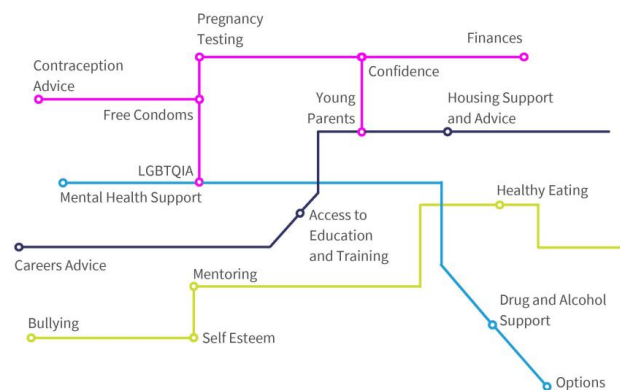 Pregnancy
Testing
Finances
Contraception
Advice
Confidence
Free Condoms
Young
Parents
Housing Support
and Advice
LGBTQIA
Mental Health Support
Healthy Eating
Access to
Education
and Training
Careers Advice
Mentoring
Drug and Alcohol
Support
Bullying
Self Esteem
Options